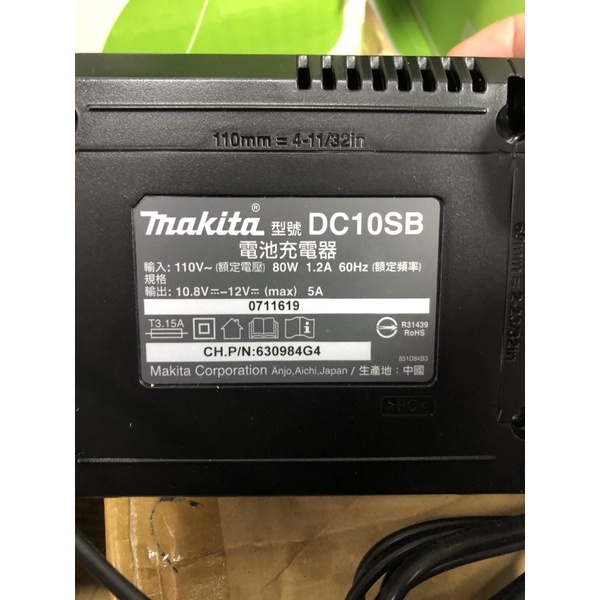 110mm = 4-11/32in
makita® 型號 DC10SB
電池充電器
輸入: 110V~ (額定電壓) 80W 1.2A 60Hz (額定頻率)
規格
輸出: 10.8V⎓-12V⎓ (max) 5A
0711619
T3.15A
R31439
RoHS
CH.P/N:630984G4
851D84B3
Makita Corporation Anjo,Aichi,Japan / 生產地: 中國
>PC<